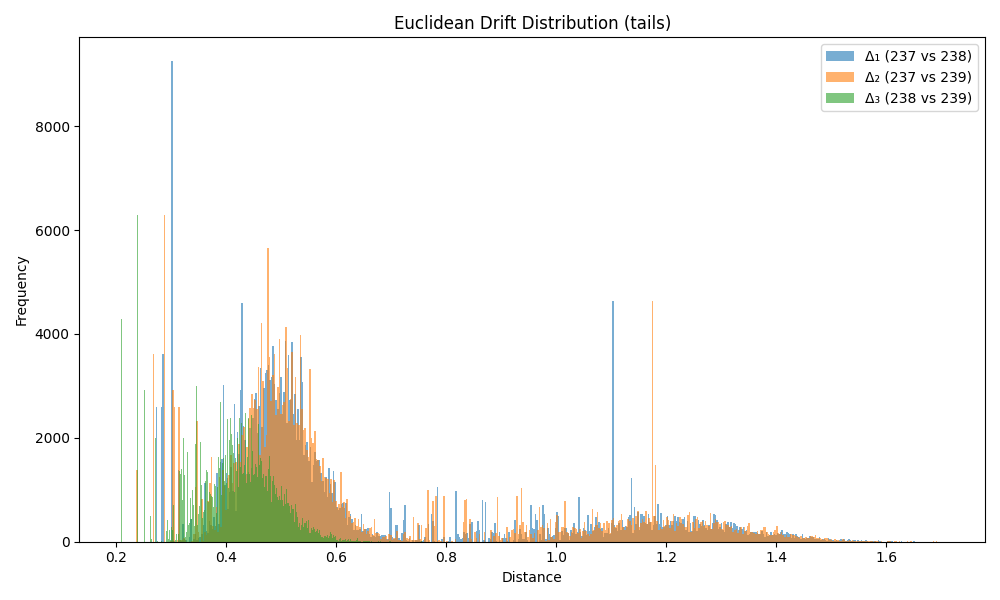 Euclidean Drift Distribution (tails)
Δ₁ (237 vs 238)
Δ₂ (237 vs 239)
Δ₃ (238 vs 239)
Frequency
8000
6000
4000
2000
0
0.2 0.4 0.6 0.8 1.0 1.2 1.4 1.6
Distance